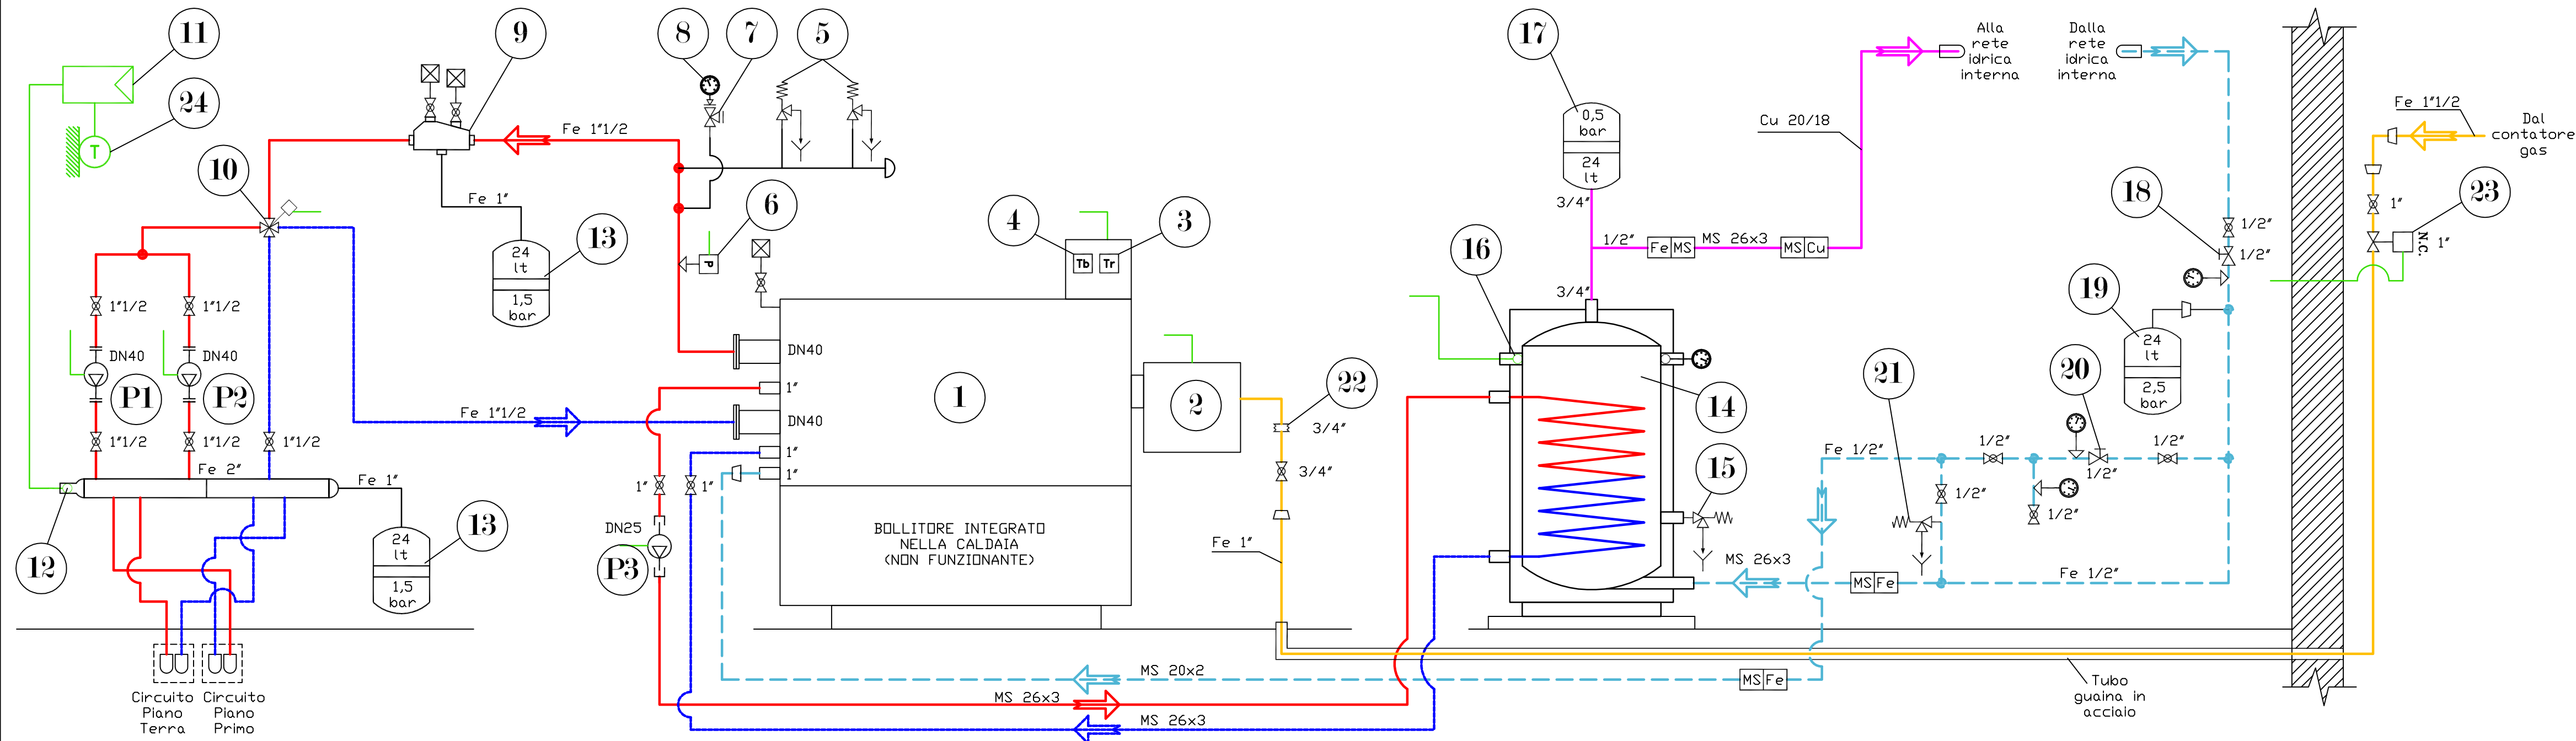 11
9
8
7
5
17
Alla
rete
idrica
interna
Dalla
rete
idrica
interna
24
T
Fe 1"1/2
0,5
bar
24
lt
Cu 20/18
Fe 1"1/2
Dal
contatore
gas
10
Fe 1"
6
4
3
3/4"
18
1"
23
13
24
lt
1,5
bar
P
Tb
Tr
1/2"
Fe MS
MS 26x3
MS Cu
16
1/2"
1/2"
N.C.
1"
3/4"
19
1"1/2
1"1/2
DN40
DN40
P1
P2
DN40
1"
1
2
22
3/4"
14
21
20
24
lt
2,5
bar
Fe 1"1/2
DN40
1"1/2
1"1/2
1"1/2
1"
1"
3/4"
15
Fe 1/2"
1/2"
1/2"
1/2"
Fe 2"
Fe 1"
1"
1"
1/2"
1/2"
12
24
lt
1,5
bar
13
DN25
P3
BOLLITORE INTEGRATO
NELLA CALDAIA
(NON FUNZIONANTE)
Fe 1"
MS 26x3
MS Fe
Fe 1/2"
Circuito
Piano
Terra
Circuito
Piano
Primo
MS 20x2
MS Fe
MS 26x3
MS 26x3
Tubo
guaina in
acciaio